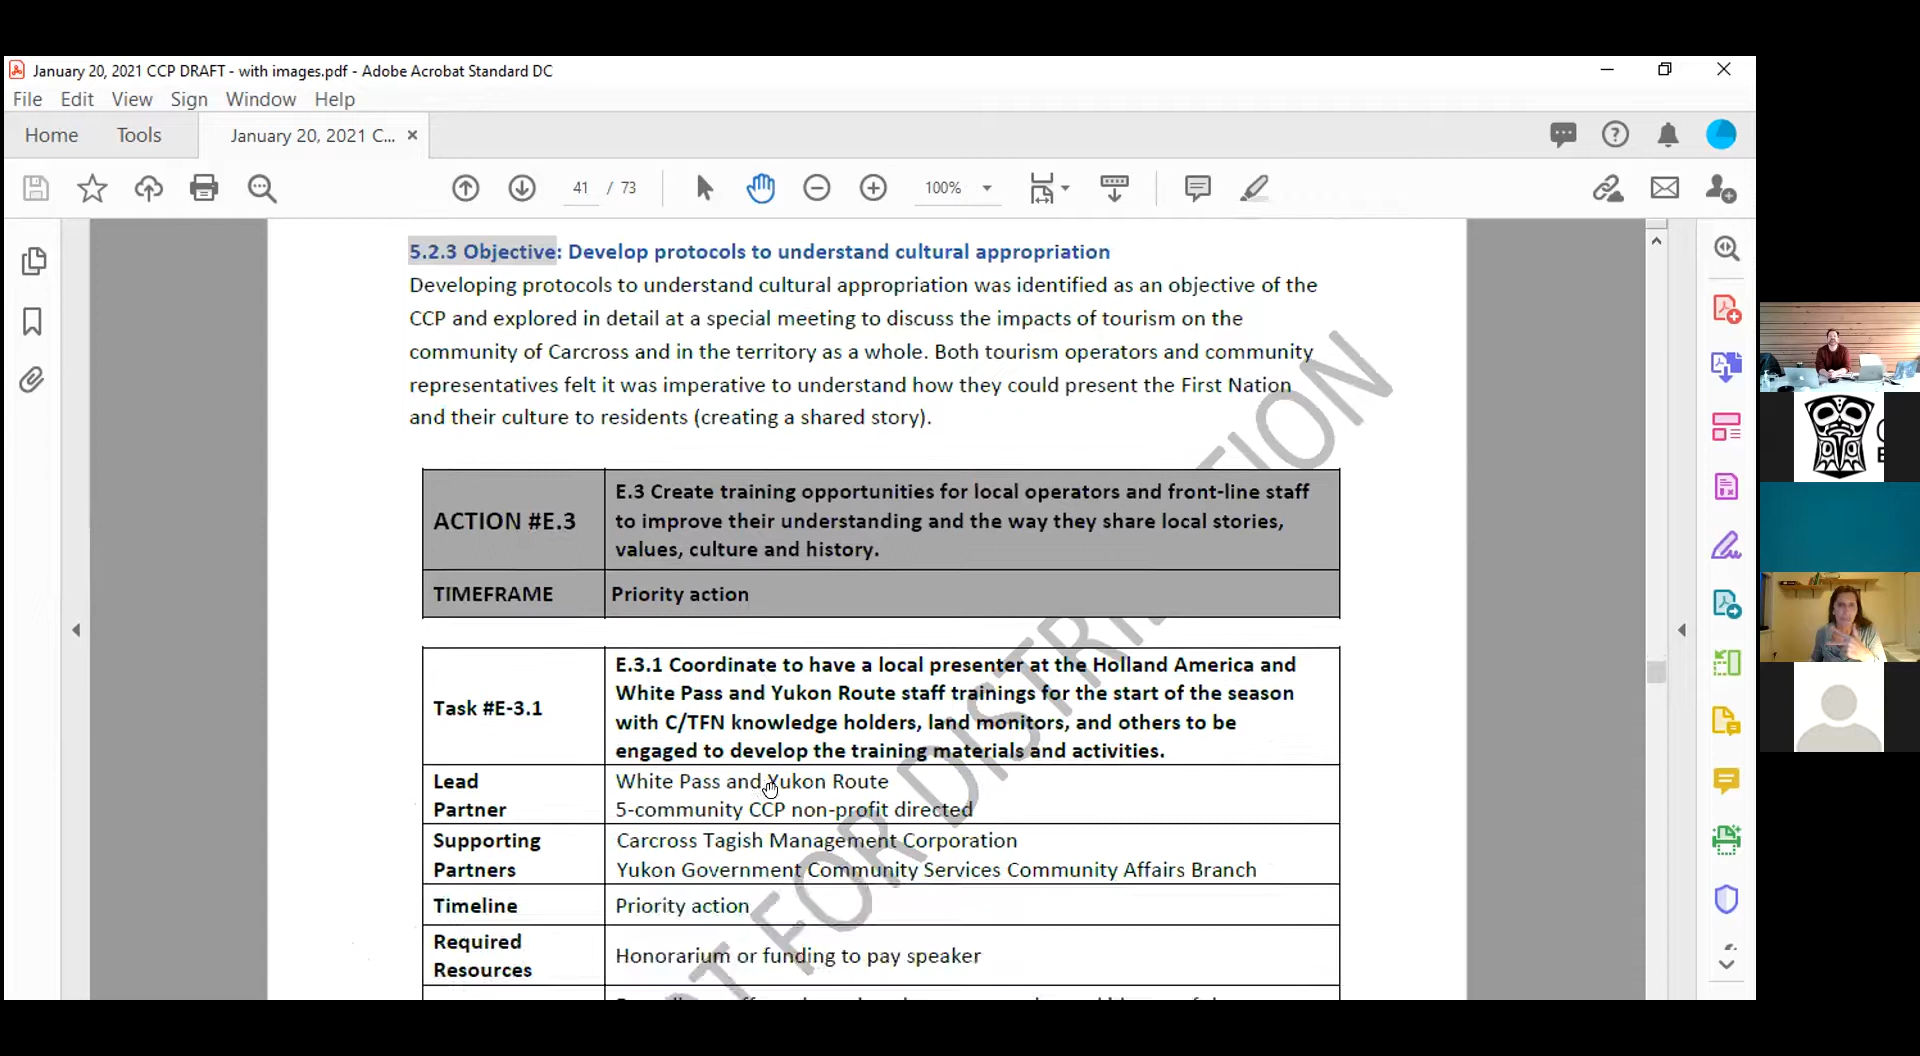 January 20, 2021 CCP DRAFT - with images.pdf - Adobe Acrobat Standard DC
File Edit View Sign Window Help
Home Tools January 20, 2021 C... ×
41 / 73 100%
5.2.3 Objective: Develop protocols to understand cultural appropriation
Developing protocols to understand cultural appropriation was identified as an objective of the
CCP and explored in detail at a special meeting to discuss the impacts of tourism on the
community of Carcross and in the territory as a whole. Both tourism operators and community
representatives felt it was imperative to understand how they could present the First Nation
and their culture to residents (creating a shared story).
ACTION #E.3
E.3 Create training opportunities for local operators and front-line staff
to improve their understanding and the way they share local stories,
values, culture and history.
TIMEFRAME
Priority action
Task #E-3.1
E.3.1 Coordinate to have a local presenter at the Holland America and
White Pass and Yukon Route staff trainings for the start of the season
with C/TFN knowledge holders, land monitors, and others to be
engaged to develop the training materials and activities.
Lead
Partner
White Pass and Yukon Route
5-community CCP non-profit directed
Supporting
Partners
Carcross Tagish Management Corporation
Yukon Government Community Services Community Affairs Branch
Timeline
Priority action
Required
Resources
Honorarium or funding to pay speaker
FOR